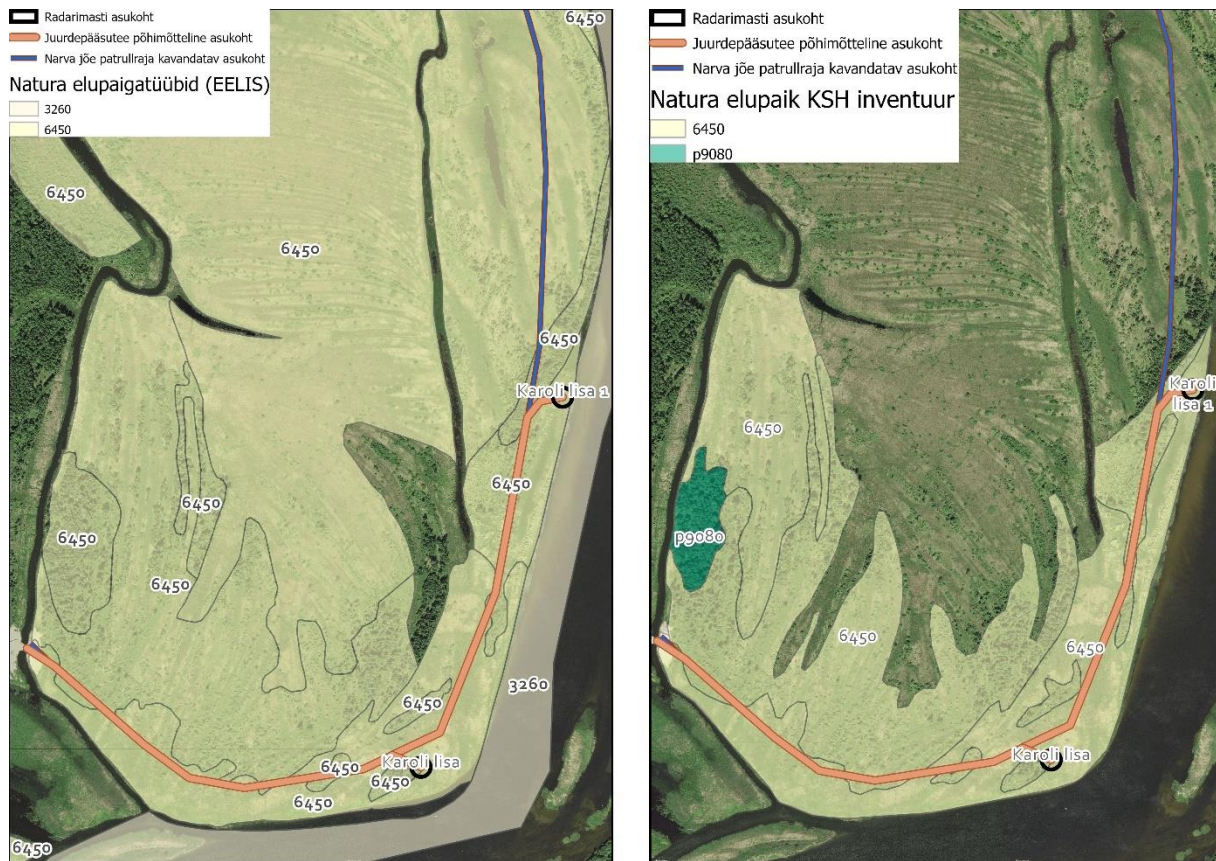 Radarimasti asukoht
Juurdepääsutee põhimõtteline asukoht
Narva jõe patrullraja kavandatav asukoht
Natura elupaigatüübid (EELIS)
3260
6450
6450
6450
6450
6450
Karoli lisa 1
6450
6450
6450
6450
3260
6450
Karoli lisa
6450
6450
6450
6450
Radarimasti asukoht
Juurdepääsutee põhimõtteline asukoht
Narva jõe patrullraja kavandatav asukoht
Natura elupaik KSH inventuur
6450
p9080
Karoli
lisa 1
6450
p9080
6450
6450
Karoli lisa